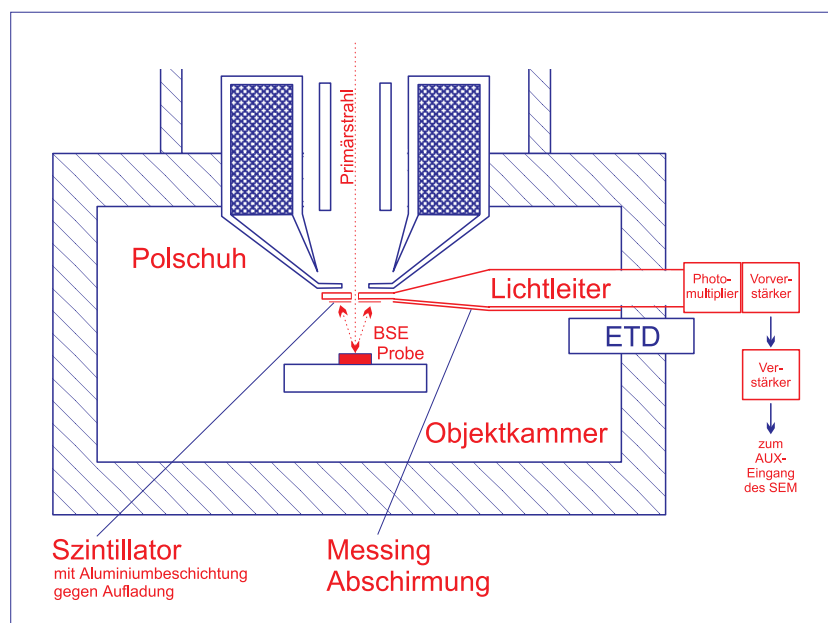 Primärstrahl
Polschuh
Lichtleiter
Photo-
multiplier
Vorver-
stärker
BSE
Probe
ETD
Ver-
stärker
Objektkammer
zum
AUX-
Eingang
des SEM
Szintillator
mit Aluminiumbeschichtung
gegen Aufladung
Messing
Abschirmung